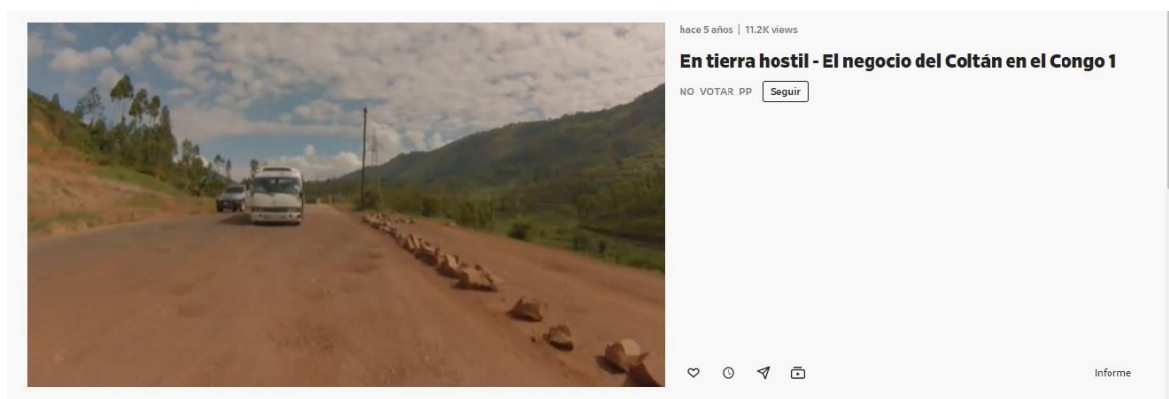 hace 5 años | 11.2K views
En tierra hostil - El negocio del Coltán en el Congo 1
NO VOTAR PP Seguir
Informe